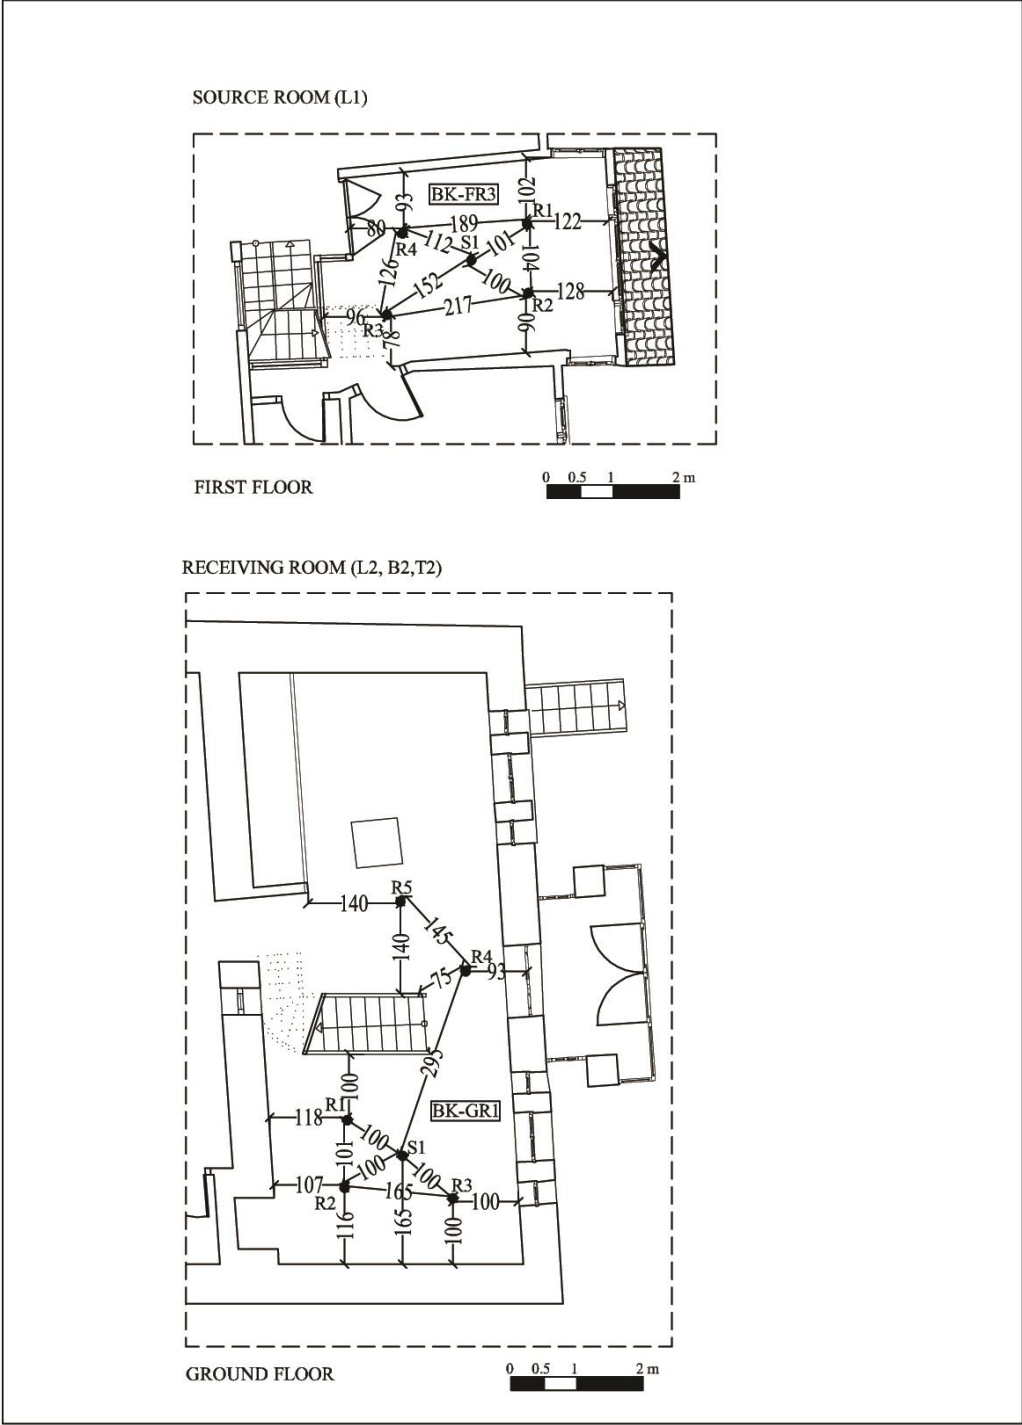 SOURCE ROOM (L1)
BK-FR3
93
102
R1
80
189
122
R4
112
S1
101
104
126
152
100
128
R2
96
217
R3
78
90
0 0.5 1 2 m
FIRST FLOOR
RECEIVING ROOM (L2, B2,T2)
R5
140
145
140
R4
75
93
295
100
BK-GR1
R1
118
100
101
S1
100
100
107
165
R3
R2
100
116
165
100
GROUND FLOOR
0 0.5 1 2 m